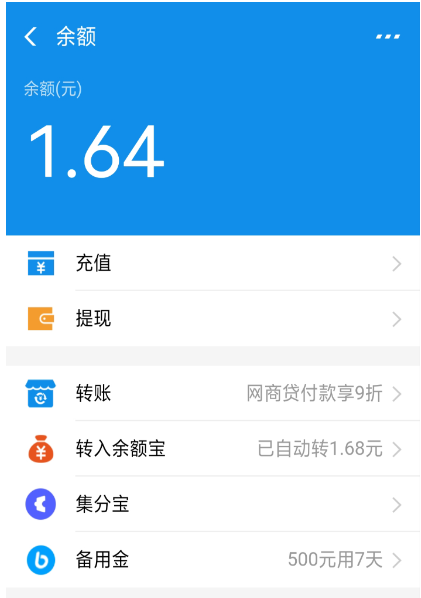 余额
余额(元)
1.64
充值
提现
转账 网商贷付款享9折
转入余额宝 已自动转1.68元
集分宝
备用金 500元用7天